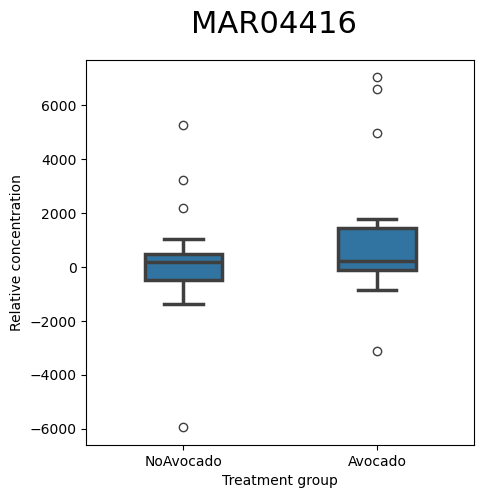 MAR04416
Relative concentration
6000
4000
2000
0
−2000
−4000
−6000
NoAvocado
Avocado
Treatment group